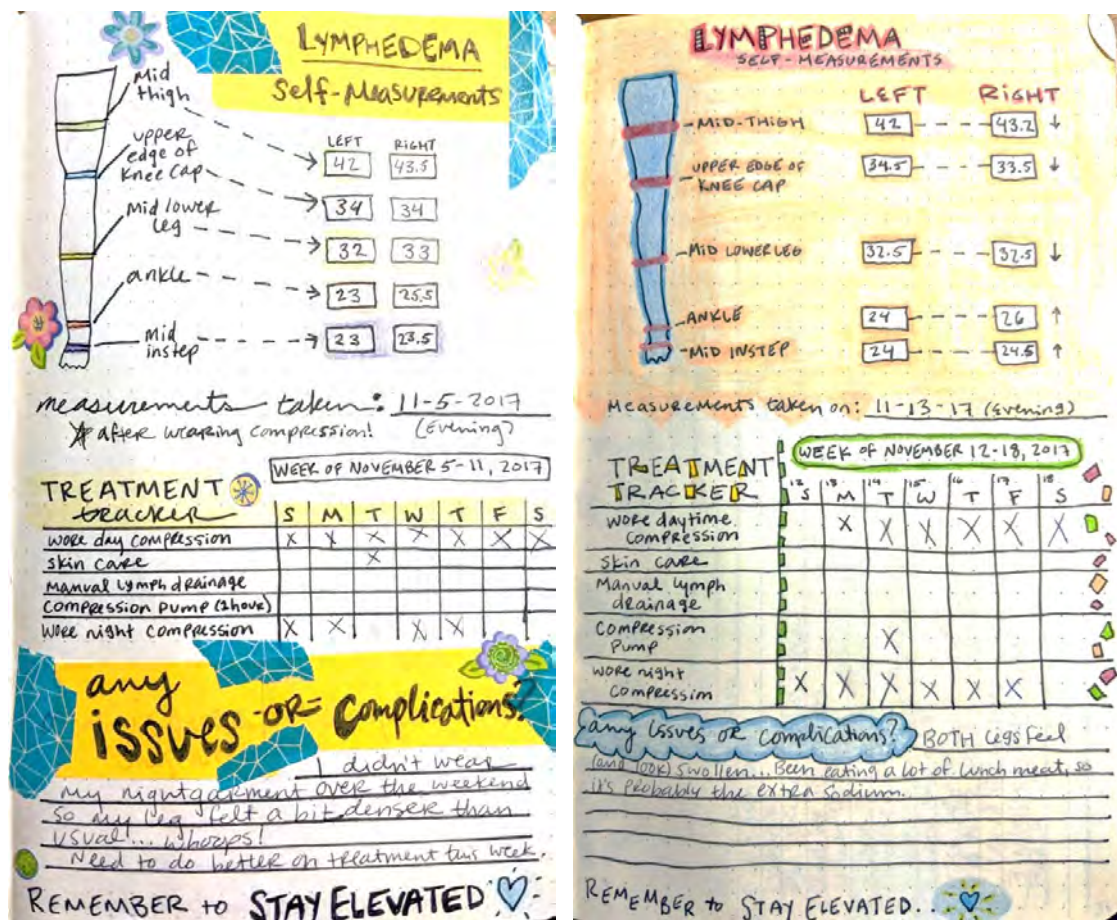 LYMPHEDEMA
Self-Measurements
Mid
thigh
LEFT RIGHT
42 43.5
upper
edge of
knee cap
34 34
Mid lower
leg
32 33
ankle
23 25.5
mid
instep
23 23.5
measurements taken: 11-5-2017
after wearing compression! (Evening)
WEEK OF NOVEMBER 5-11, 2017
TREATMENT
tracker
S M T W T F S
wore day compression X X X X X X X
skin care X
Manual lymph drainage
Compression pump (1 hour)
wore night compression X X X X
any
issues -OR- Complications?
I didn't wear
my nightgarment over the weekend
so my leg felt a bit denser than
usual... whoops!
Need to do better on treatment this week.
REMEMBER to STAY ELEVATED
LYMPHEDEMA
SELF-MEASUREMENTS
LEFT RIGHT
MID-THIGH 42 43.2 ↓
UPPER EDGE OF
KNEE CAP 34.5 33.5 ↓
MID LOWER LEG 32.5 32.5 ↓
ANKLE 24 26 ↑
MID INSTEP 24 24.5 ↑
Measurements taken on: 11-13-17 (evening)
WEEK OF NOVEMBER 12-18, 2017
TREATMENT
TRACKER
12 13 14 15 16 17 18
S M T W T F S
wore daytime
compression X X X X X X
Skin care
Manual lymph
drainage
Compression
pump X
wore night
Compression X X X X X X
any issues or complications? BOTH legs feel
(and look) swollen... Been eating a lot of lunch meat, so
it's probably the extra sodium.
REMEMBER to STAY ELEVATED.